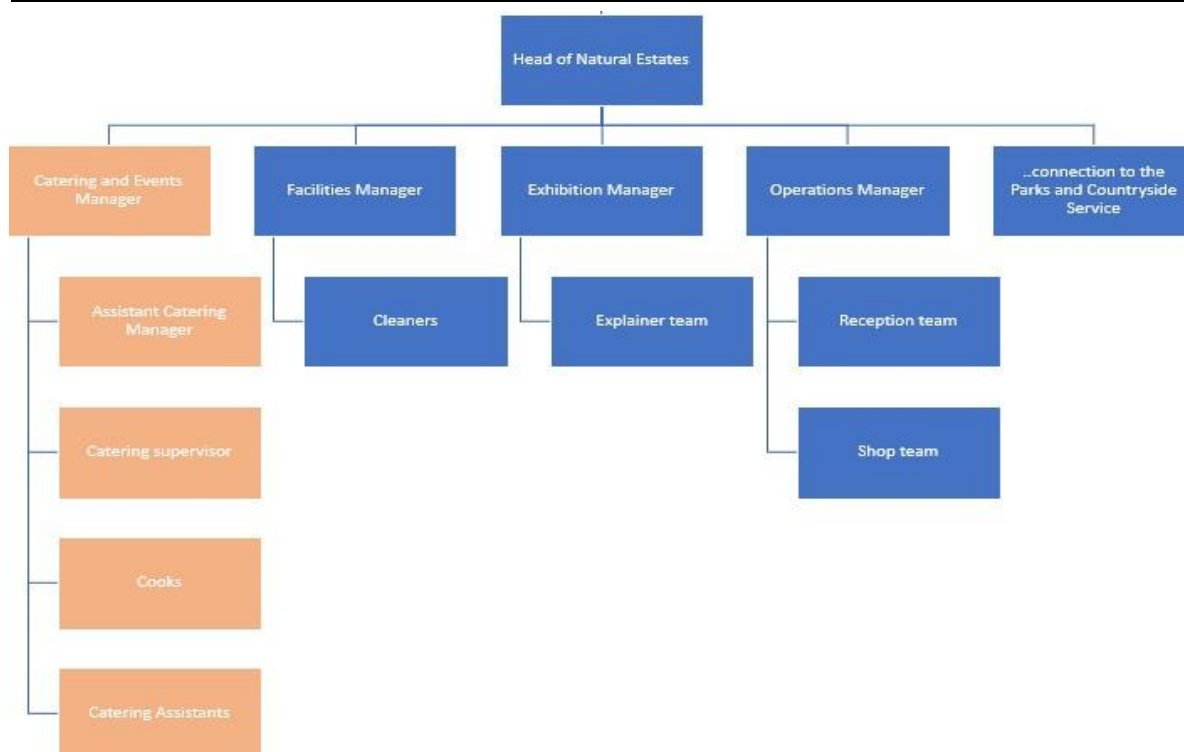 Head of Natural Estates
Catering and Events
Manager
Facilities Manager
Exhibition Manager
Operations Manager
..connection to the
Parks and Countryside
Service
Assistant Catering
Manager
Cleaners
Explainer team
Reception team
Catering supervisor
Shop team
Cooks
Catering Assistants